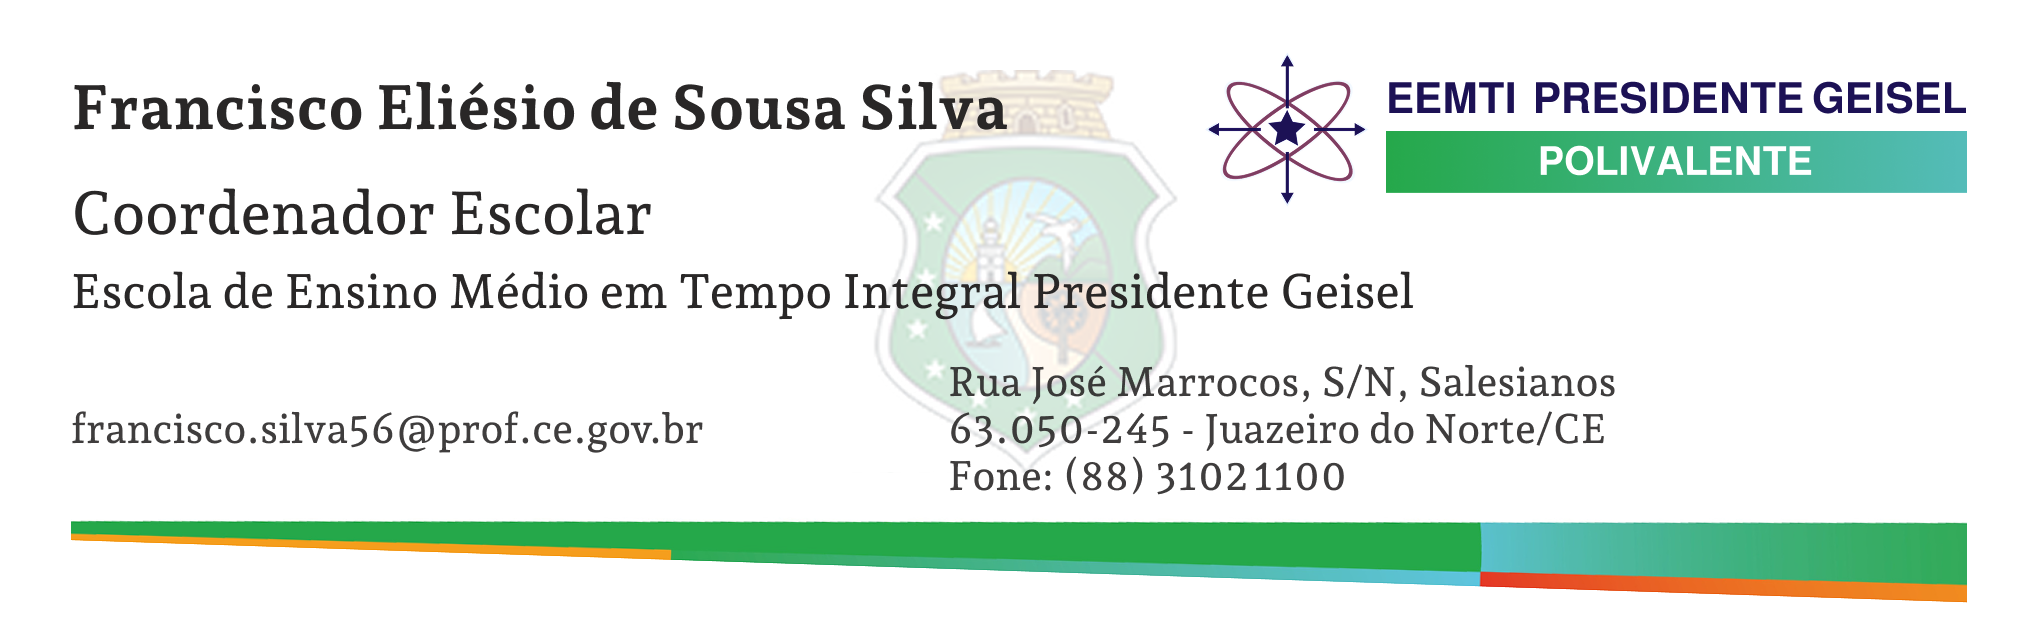 Francisco Eliésio de Sousa Silva
EEMTI PRESIDENTE GEISEL
POLIVALENTE
Coordenador Escolar
Escola de Ensino Médio em Tempo Integral Presidente Geisel
francisco.silva56@prof.ce.gov.br
Rua José Marrocos, S/N, Salesianos
63.050-245 - Juazeiro do Norte/CE
Fone: (88) 31021100